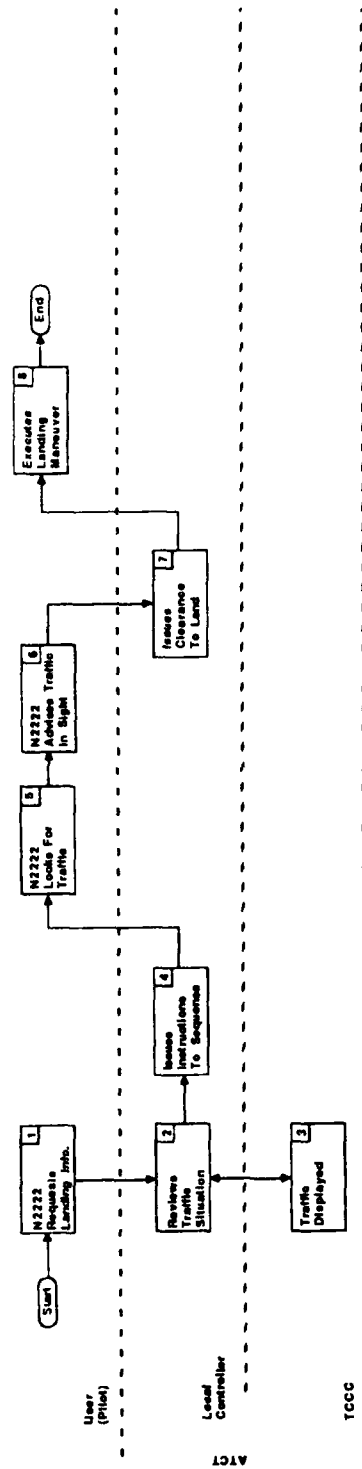 Start
1
N2222
Requests
Landing Info.
User
(Pilot)
2
Reviews
Traffic
Situation
3
Traffic
Displayed
4
Issues
Instructions
To Sequence
5
N2222
Looks For
Traffic
6
N2222
Advises Traffic
In Sight
7
Issues
Clearance
To Land
8
Executes
Landing
Maneuver
End
Local
Controller
ATCT
TCCC